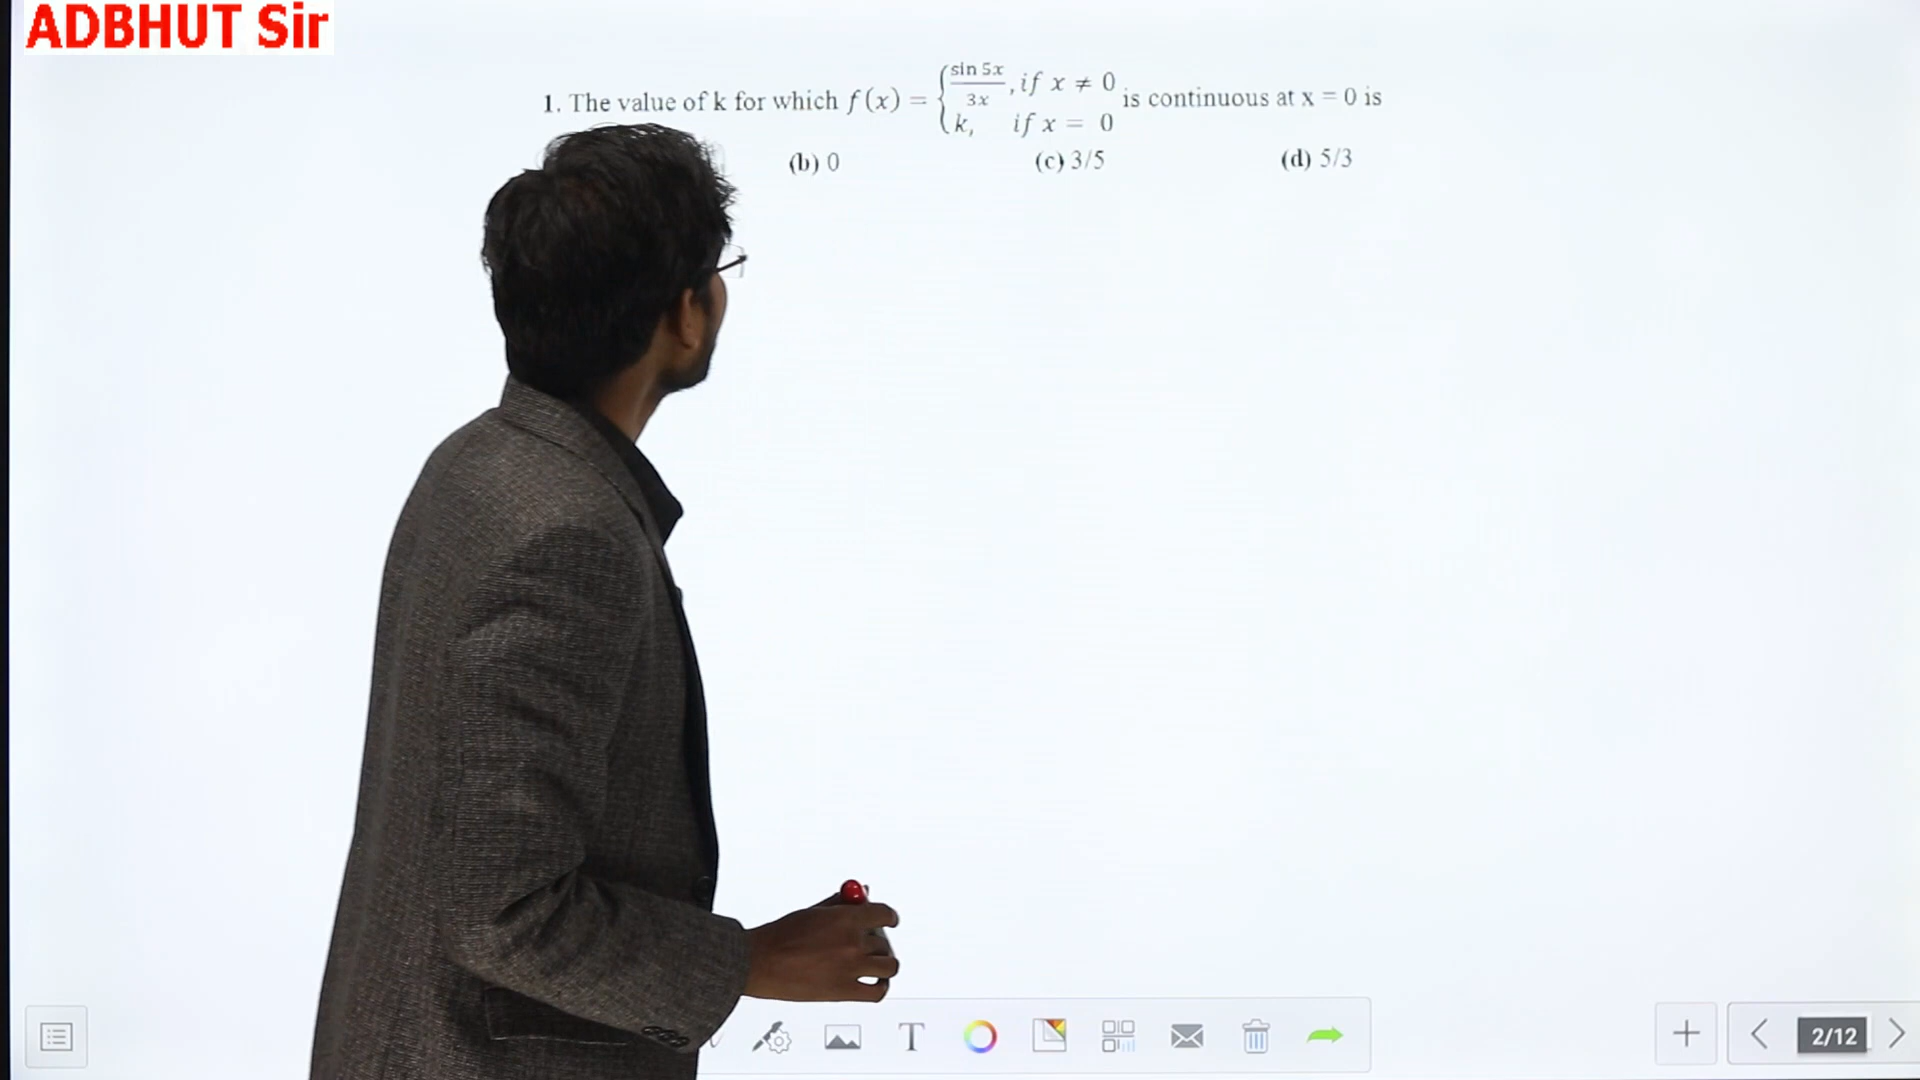 ADBHUT Sir
1. The value of k for which f(x) = { sin 5x / 3x , if x ≠ 0 is continuous at x = 0 is
k, if x = 0
(b) 0 (c) 3/5 (d) 5/3
T
2/12